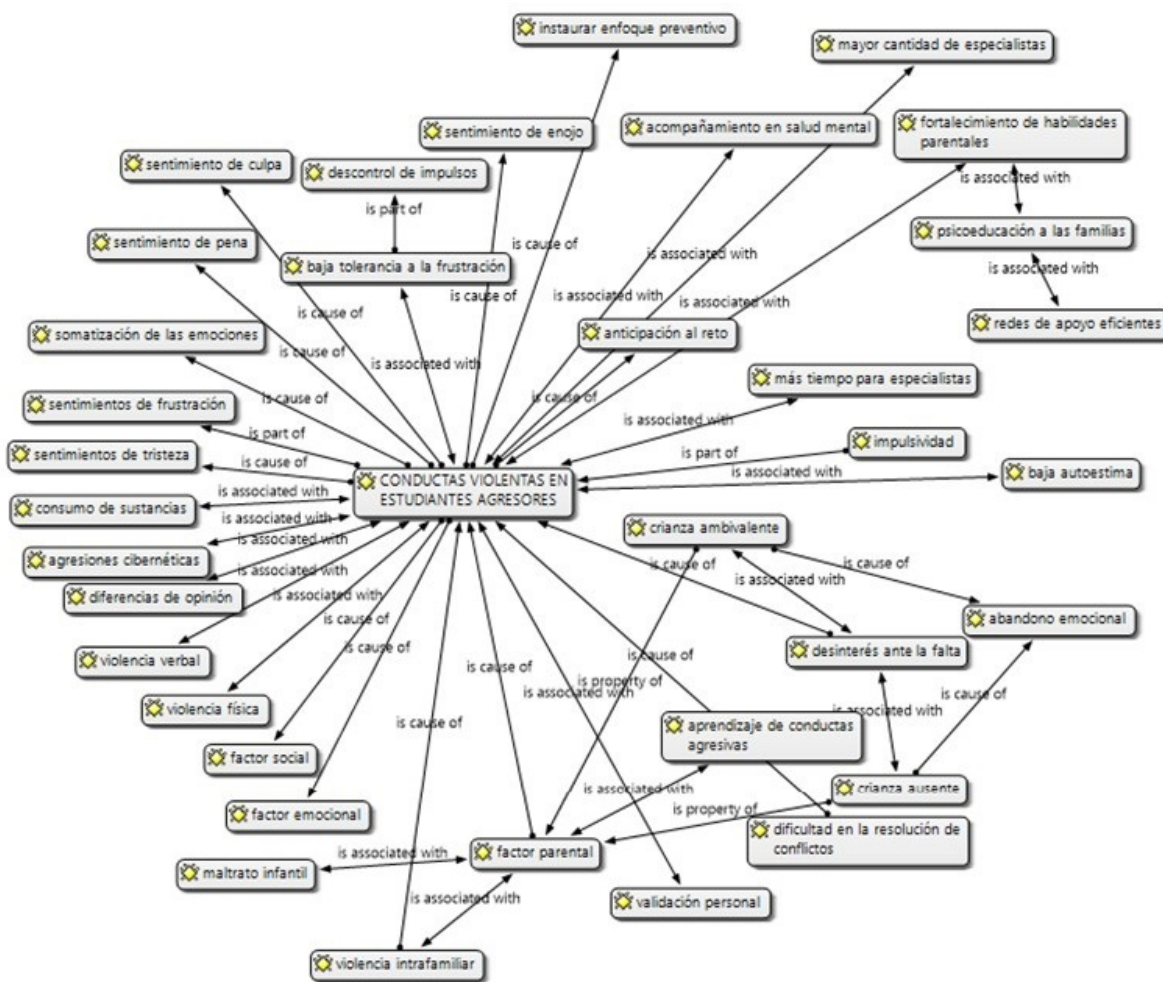 instaurar enfoque preventivo
mayor cantidad de especialistas
sentimiento de enojo
acompañamiento en salud mental
fortalecimiento de habilidades
parentales
sentimiento de culpa
descontrol de impulsos
is associated with
is part of
sentimiento de pena
psicoeducación a las familias
is cause of
is associated with
baja tolerancia a la frustración
is associated with
is cause of
is associated with
is cause of
is associated with
redes de apoyo eficientes
somatización de las emociones
anticipación al reto
is cause of
is associated with
is cause of
más tiempo para especialistas
is cause of
sentimientos de frustración
is associated with
is part of
impulsividad
sentimientos de tristeza
is part of
is cause of
CONDUCTAS VIOLENTAS EN
ESTUDIANTES AGRESORES
is associated with
baja autoestima
is associated with
consumo de sustancias
is associated with
crianza ambivalente
is associated with
agresiones cibernéticas
is cause of
is cause of
is associated with
is associated with
diferencias de opinión
is associated with
abandono emocional
is cause of
desinterés ante la falta
violencia verbal
is cause of
is cause of
is cause of
is property of
is cause of
is associated with
violencia física
is associated with
aprendizaje de conductas
agresivas
is cause of
factor social
is associated with
crianza ausente
is property of
factor emocional
dificultad en la resolución de
conflictos
is associated with
factor parental
maltrato infantil
is associated with
validación personal
violencia intrafamiliar